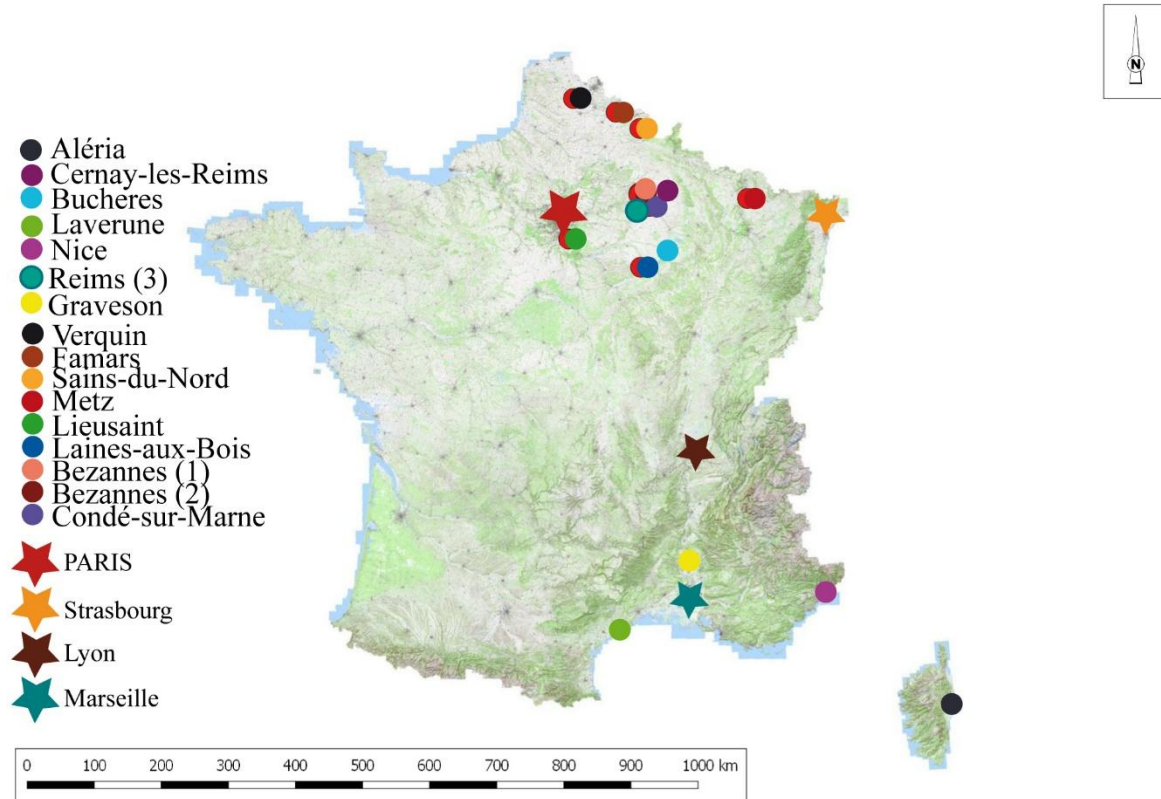 N
Aléria
Cernay-les-Reims
Bucheres
Laverune
Nice
Reims (3)
Graveson
Verquin
Famars
Sains-du-Nord
Metz
Lieusaint
Laines-aux-Bois
Bezannes (1)
Bezannes (2)
Condé-sur-Marne
PARIS
Strasbourg
Lyon
Marseille
0 100 200 300 400 500 600 700 800 900 1000 km